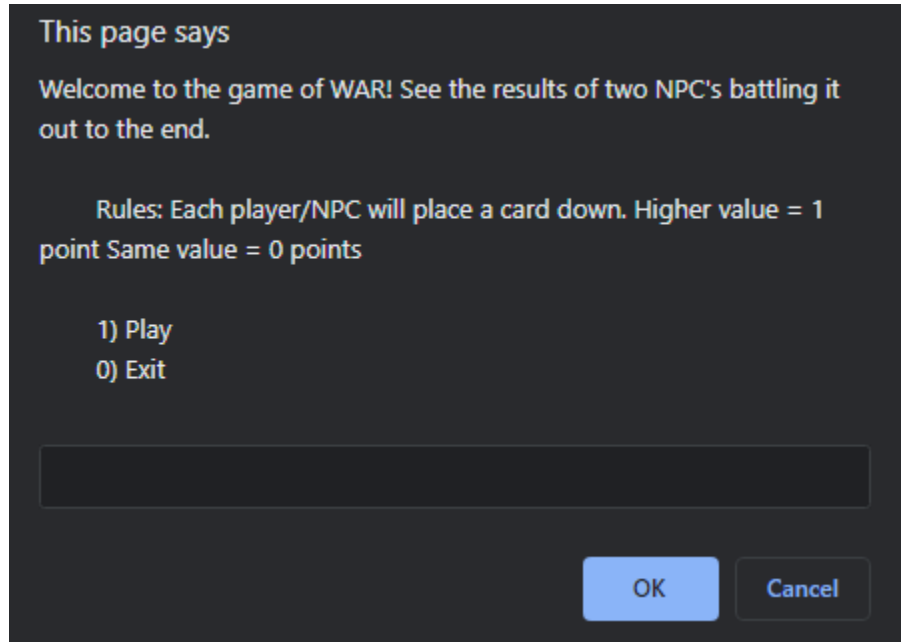 This page says
Welcome to the game of WAR! See the results of two NPC's battling it
out to the end.
Rules: Each player/NPC will place a card down. Higher value = 1
point Same value = 0 points
1) Play
0) Exit
OK
Cancel